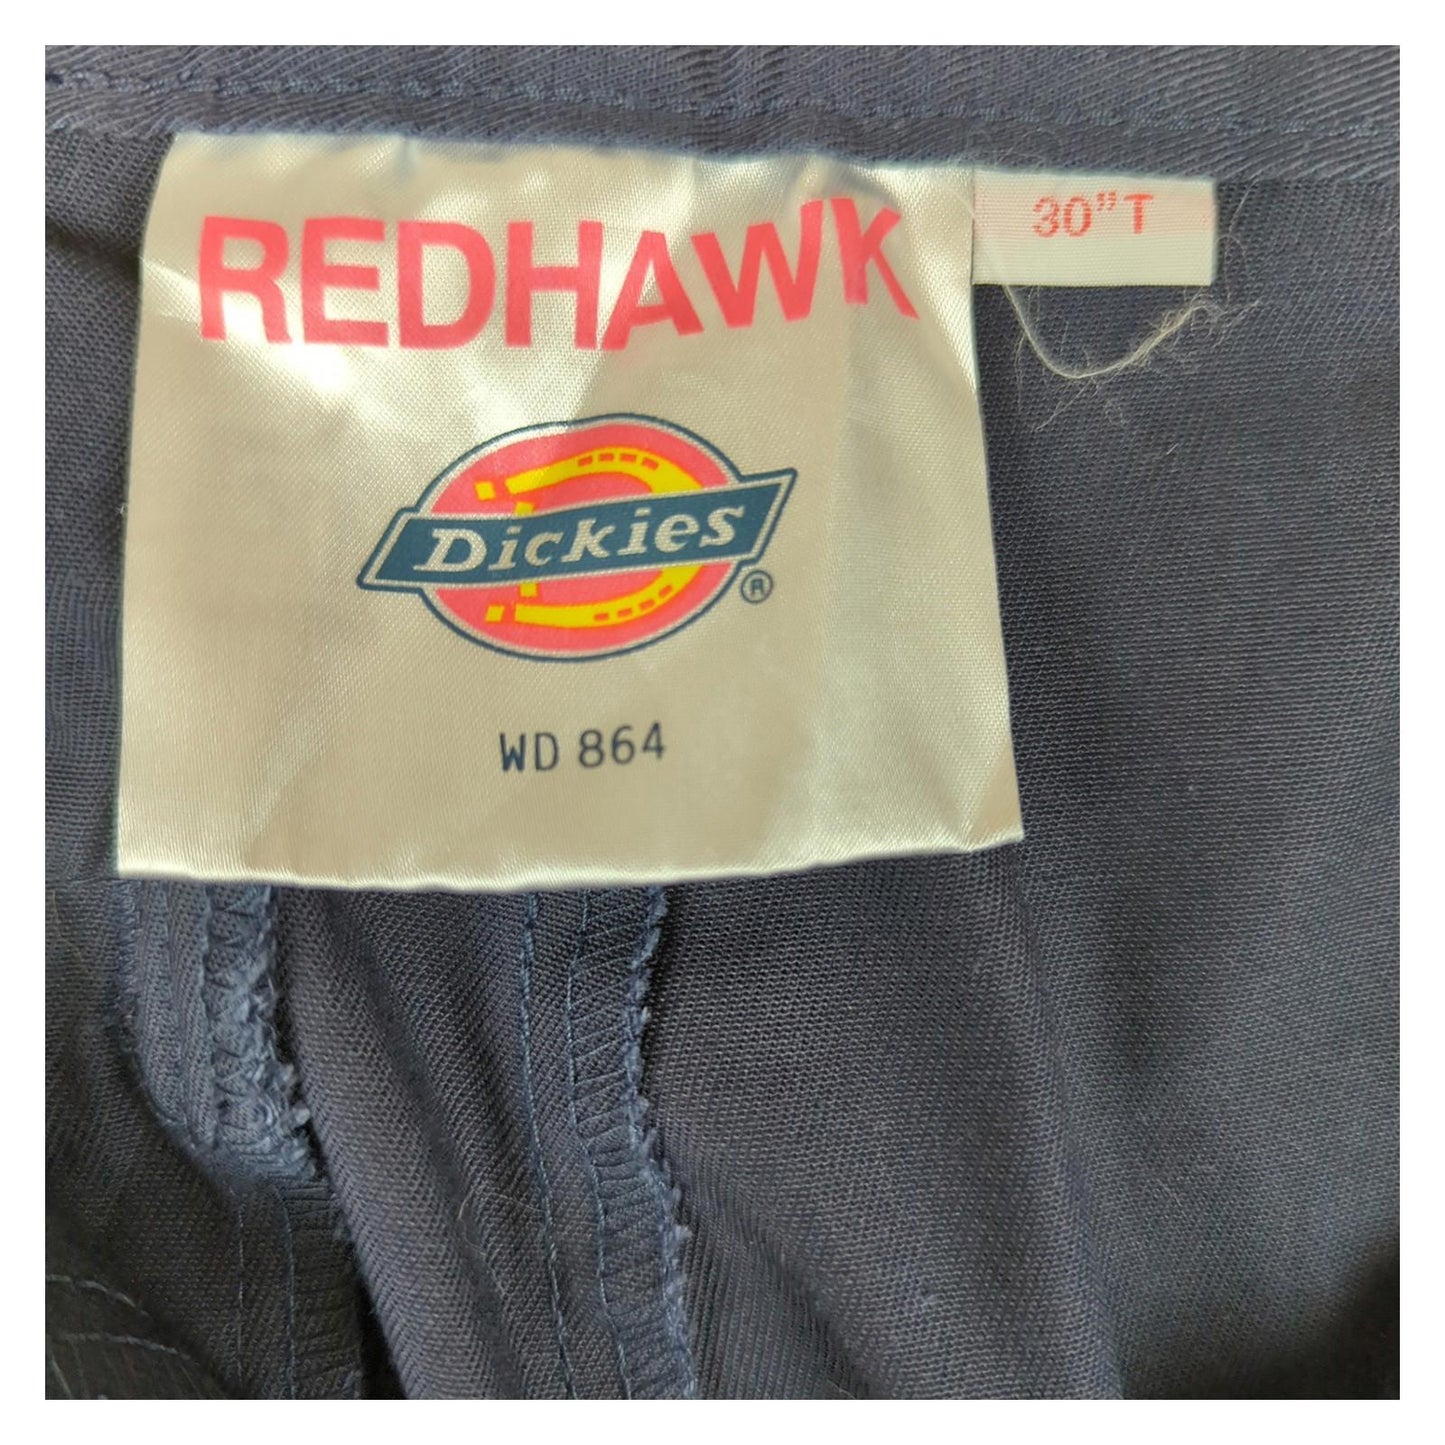 REDHAWK
30" T
Dickies
®
WD 864